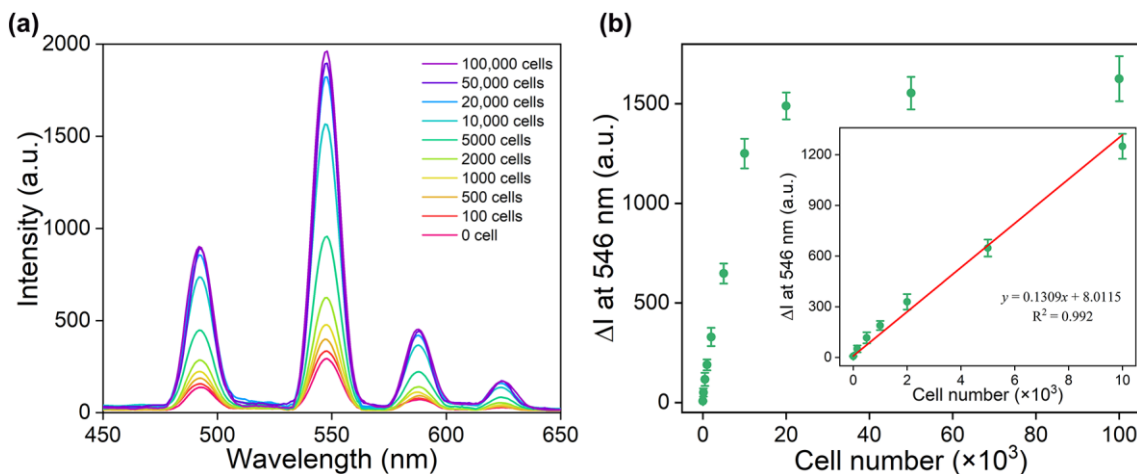 (a)
2000
1500
1000
500
0
Intensity (a.u.)
450
500
550
600
650
Wavelength (nm)
100,000 cells
50,000 cells
20,000 cells
10,000 cells
5000 cells
2000 cells
1000 cells
500 cells
100 cells
0 cell
(b)
1500
1000
500
0
ΔI at 546 nm (a.u.)
0
20
40
60
80
100
Cell number (×10³)
1200
900
600
300
0
ΔI at 546 nm (a.u.)
y = 0.1309x + 8.0115
R² = 0.992
0
2
4
6
8
10
Cell number (×10³)